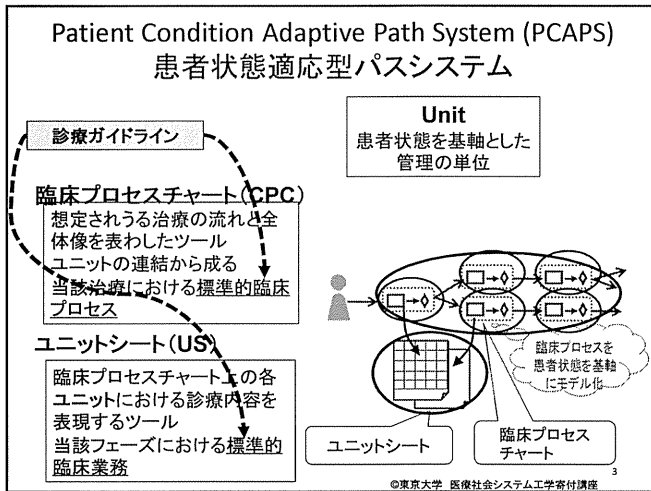 Patient Condition Adaptive Path System (PCAPS)
患者状態適応型パスシステム
診療ガイドライン
Unit
患者状態を基軸とした
管理の単位
臨床プロセスチャート(CPC)
想定されうる治療の流れと全
体像を表わしたツール
ユニットの連結から成る
当該治療における標準的臨床
プロセス
ユニットシート(US)
臨床プロセスチャート上の各
ユニットにおける診療内容を
表現するツール
当該フェーズにおける標準的
臨床業務
臨床プロセスを
患者状態を基軸
にモデル化
ユニットシート
臨床プロセス
チャート
3
©東京大学 医療社会システム工学寄付講座